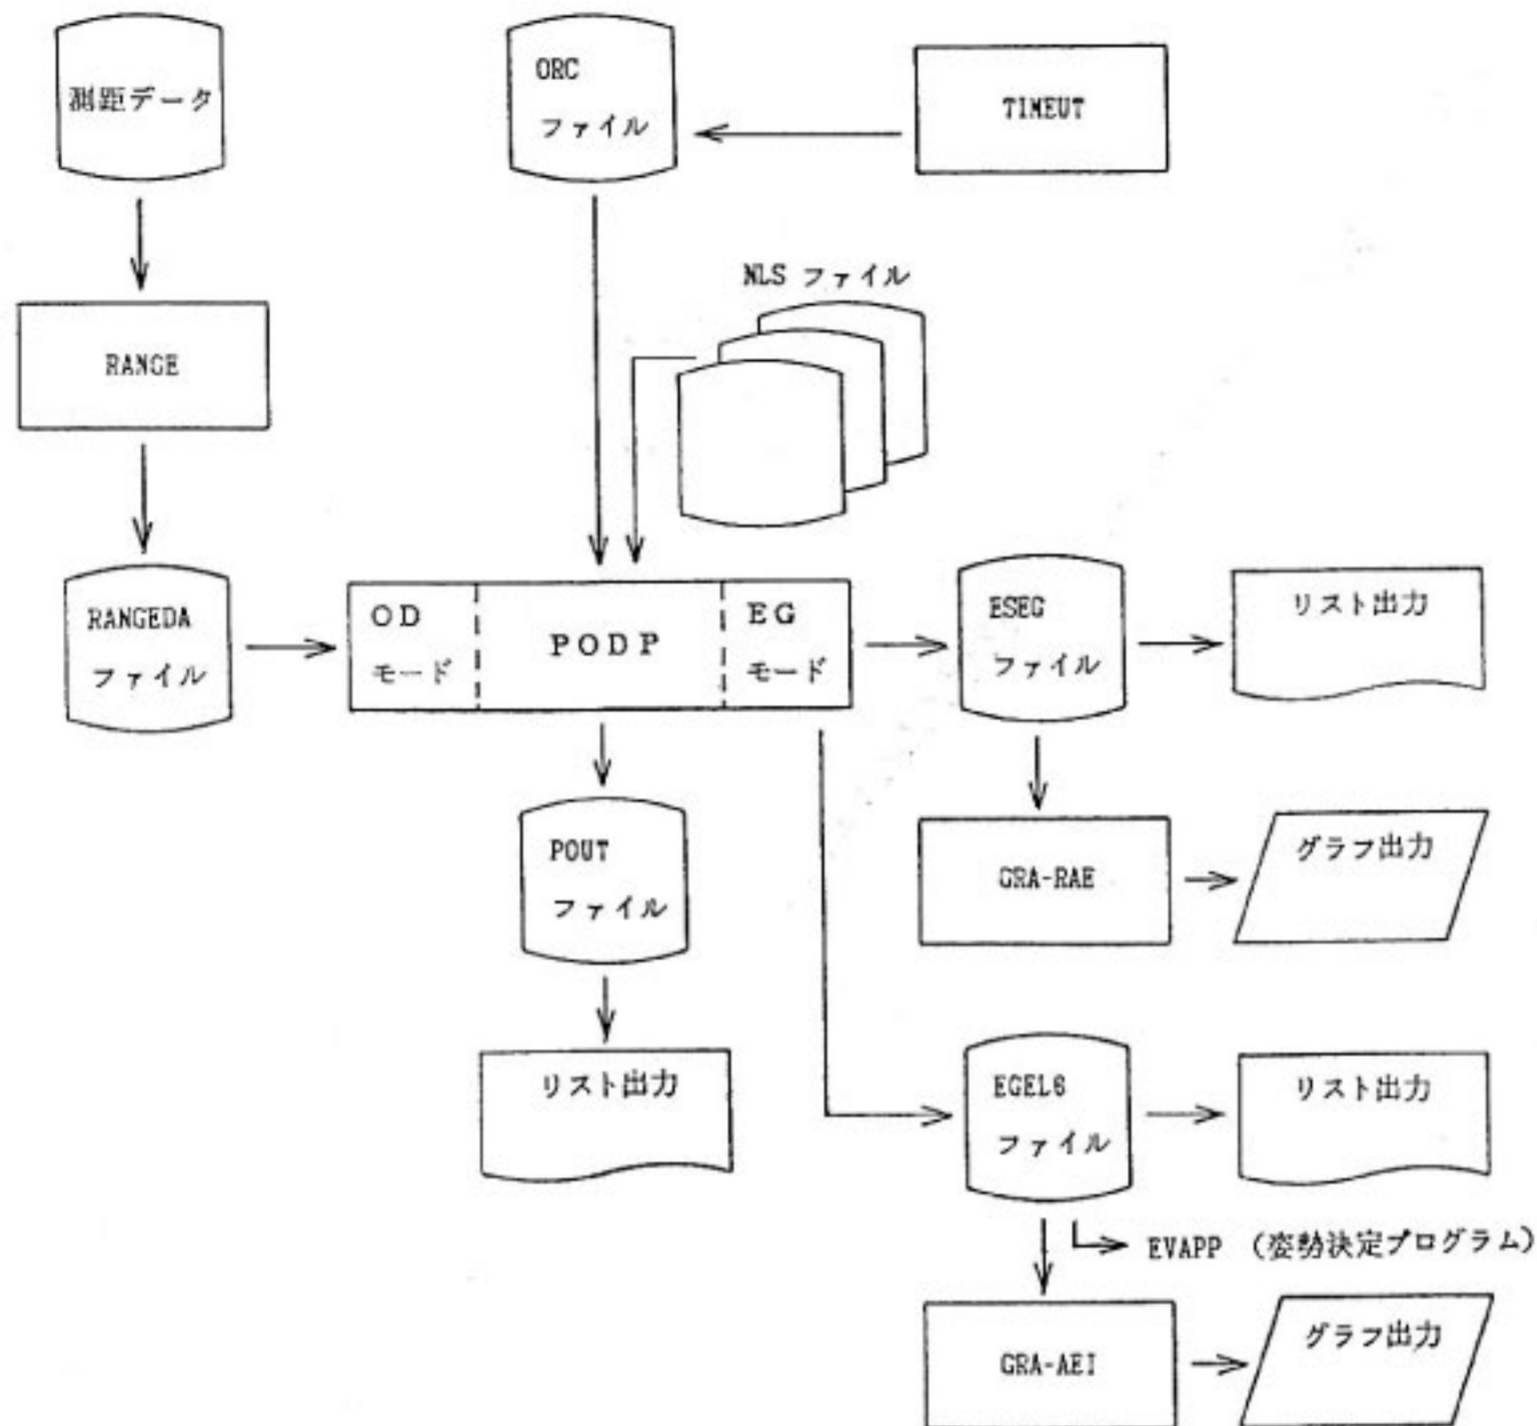 測距データ
ORC
ファイル
TIMEUT
NLS ファイル
RANGE
RANGEDA
ファイル
OD
モード
PODP
EG
モード
ESEG
ファイル
リスト出力
POUT
ファイル
GRA-RAE
グラフ出力
リスト出力
EGEL6
ファイル
リスト出力
EVAPP (姿勢決定プログラム)
GRA-AEI
グラフ出力